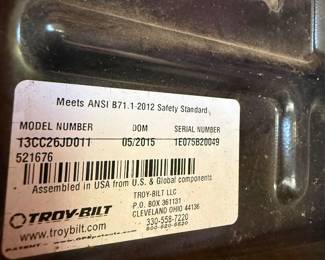 Meets ANSI B71.1-2012 Safety Standard
MODEL NUMBER DOM SERIAL NUMBER
13CC26JD011 05/2015 1E075B20049
521676
Assembled in USA from U.S. & Global components
TROY-BILT LLC
P.O. BOX 361131
CLEVELAND OHIO 44136
330-558-7220
TROY-BILT
www.troybilt.com